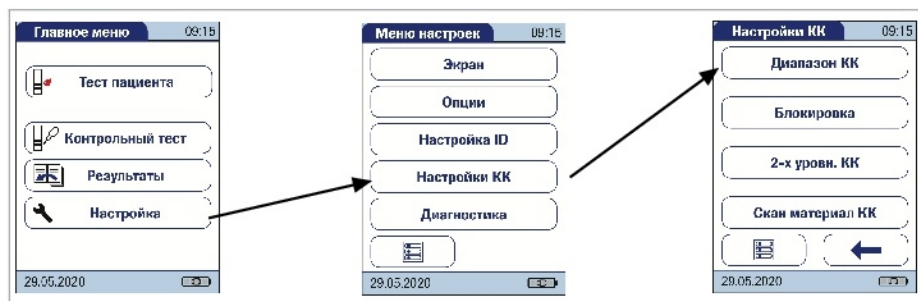 Главное меню 09:15
Тест пациента
Контрольный тест
Результаты
Настройка
29.05.2020
Меню настроек 09:15
Экран
Опции
Настройка ID
Настройки КК
Диагностика
29.05.2020
Настройки КК 09:15
Диапазон КК
Блокировка
2-х уровн. КК
Скан материал КК
29.05.2020